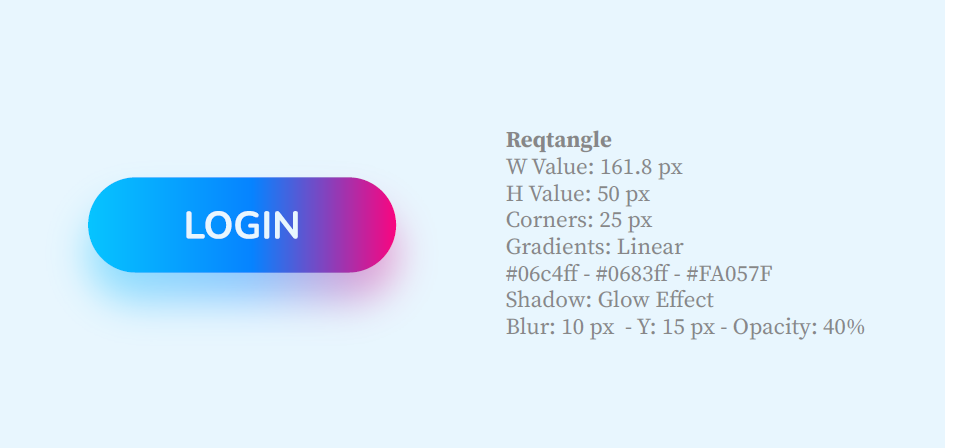 LOGIN
Reqtangle
W Value: 161.8 px
H Value: 50 px
Corners: 25 px
Gradients: Linear
#06c4ff - #0683ff - #FA057F
Shadow: Glow Effect
Blur: 10 px  - Y: 15 px - Opacity: 40%